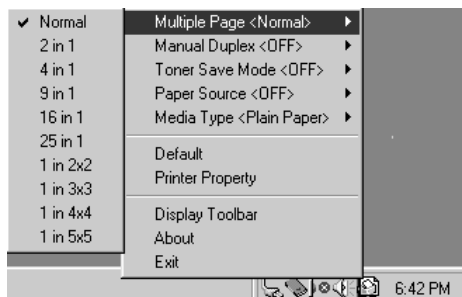 Normal
2 in 1
4 in 1
9 in 1
16 in 1
25 in 1
1 in 2x2
1 in 3x3
1 in 4x4
1 in 5x5
Multiple Page <Normal>
Manual Duplex <OFF>
Toner Save Mode <OFF>
Paper Source <OFF>
Media Type <Plain Paper>
Default
Printer Property
Display Toolbar
About
Exit
6:42 PM